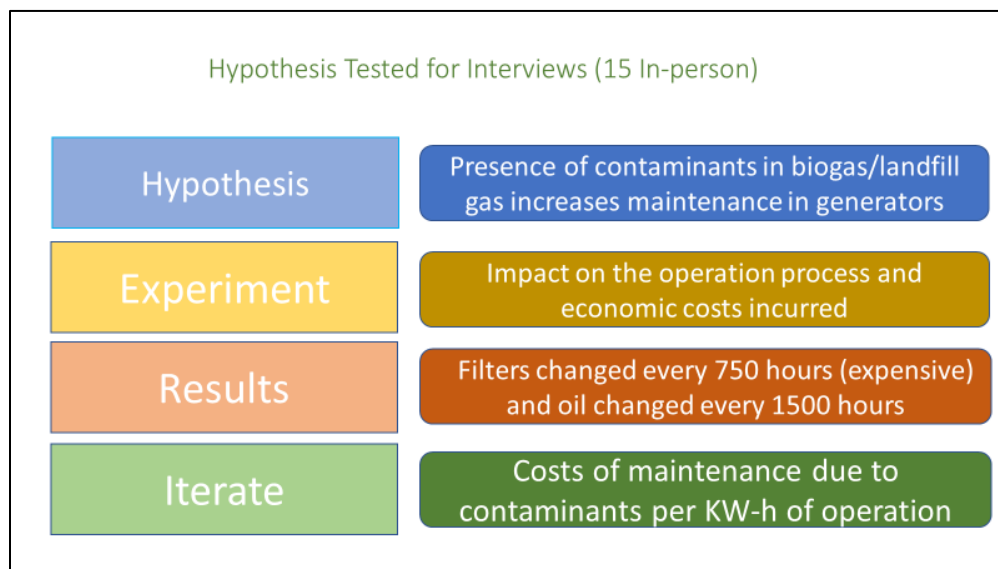 Hypothesis Tested for Interviews (15 In-person)
Hypothesis
Presence of contaminants in biogas/landfill
gas increases maintenance in generators
Experiment
Impact on the operation process and
economic costs incurred
Results
Filters changed every 750 hours (expensive)
and oil changed every 1500 hours
Iterate
Costs of maintenance due to
contaminants per KW-h of operation